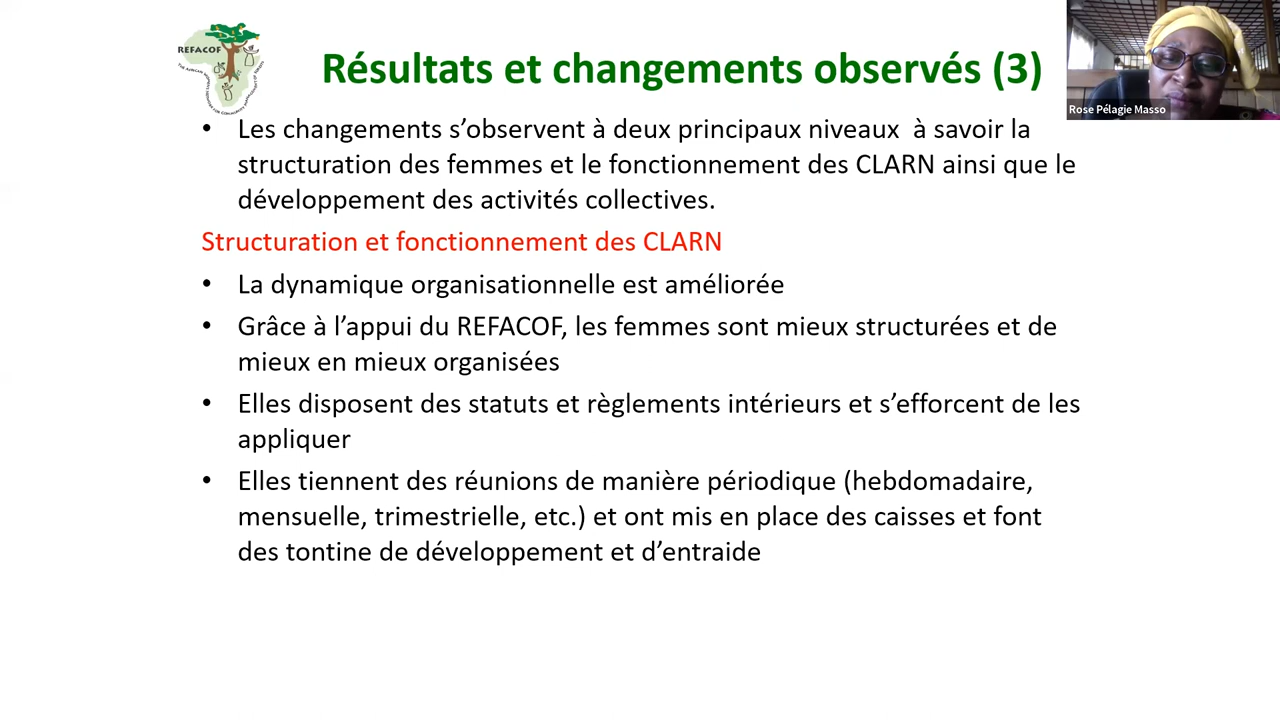 REFACOF
Résultats et changements observés (3)
Rose Pélagie Masso
• Les changements s’observent à deux principaux niveaux à savoir la
structuration des femmes et le fonctionnement des CLARN ainsi que le
développement des activités collectives.
Structuration et fonctionnement des CLARN
• La dynamique organisationnelle est améliorée
• Grâce à l’appui du REFACOF, les femmes sont mieux structurées et de
mieux en mieux organisées
• Elles disposent des statuts et règlements intérieurs et s’efforcent de les
appliquer
• Elles tiennent des réunions de manière périodique (hebdomadaire,
mensuelle, trimestrielle, etc.) et ont mis en place des caisses et font
des tontine de développement et d’entraide